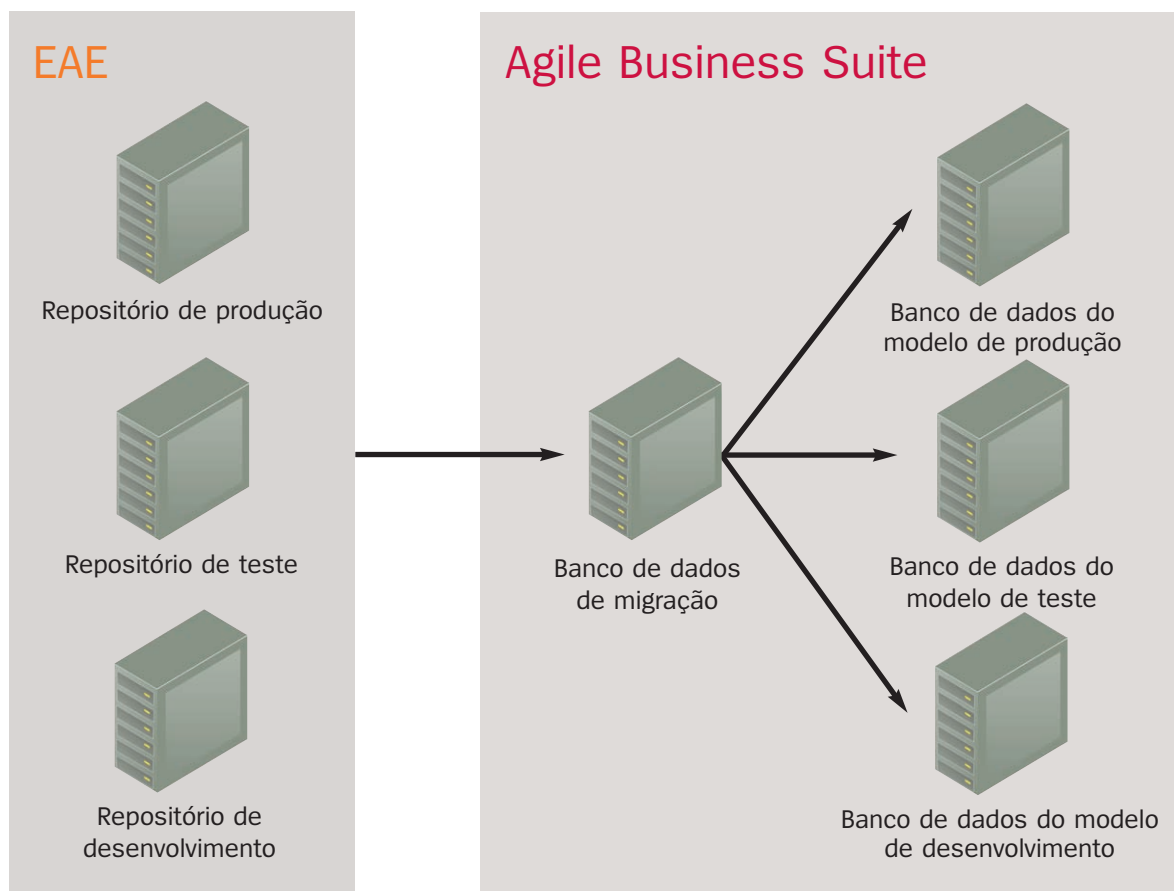 EAE
Repositório de produção
Repositório de teste
Repositório de
desenvolvimento
Agile Business Suite
Banco de dados
de migração
Banco de dados do
modelo de produção
Banco de dados do
modelo de teste
Banco de dados do modelo
de desenvolvimento